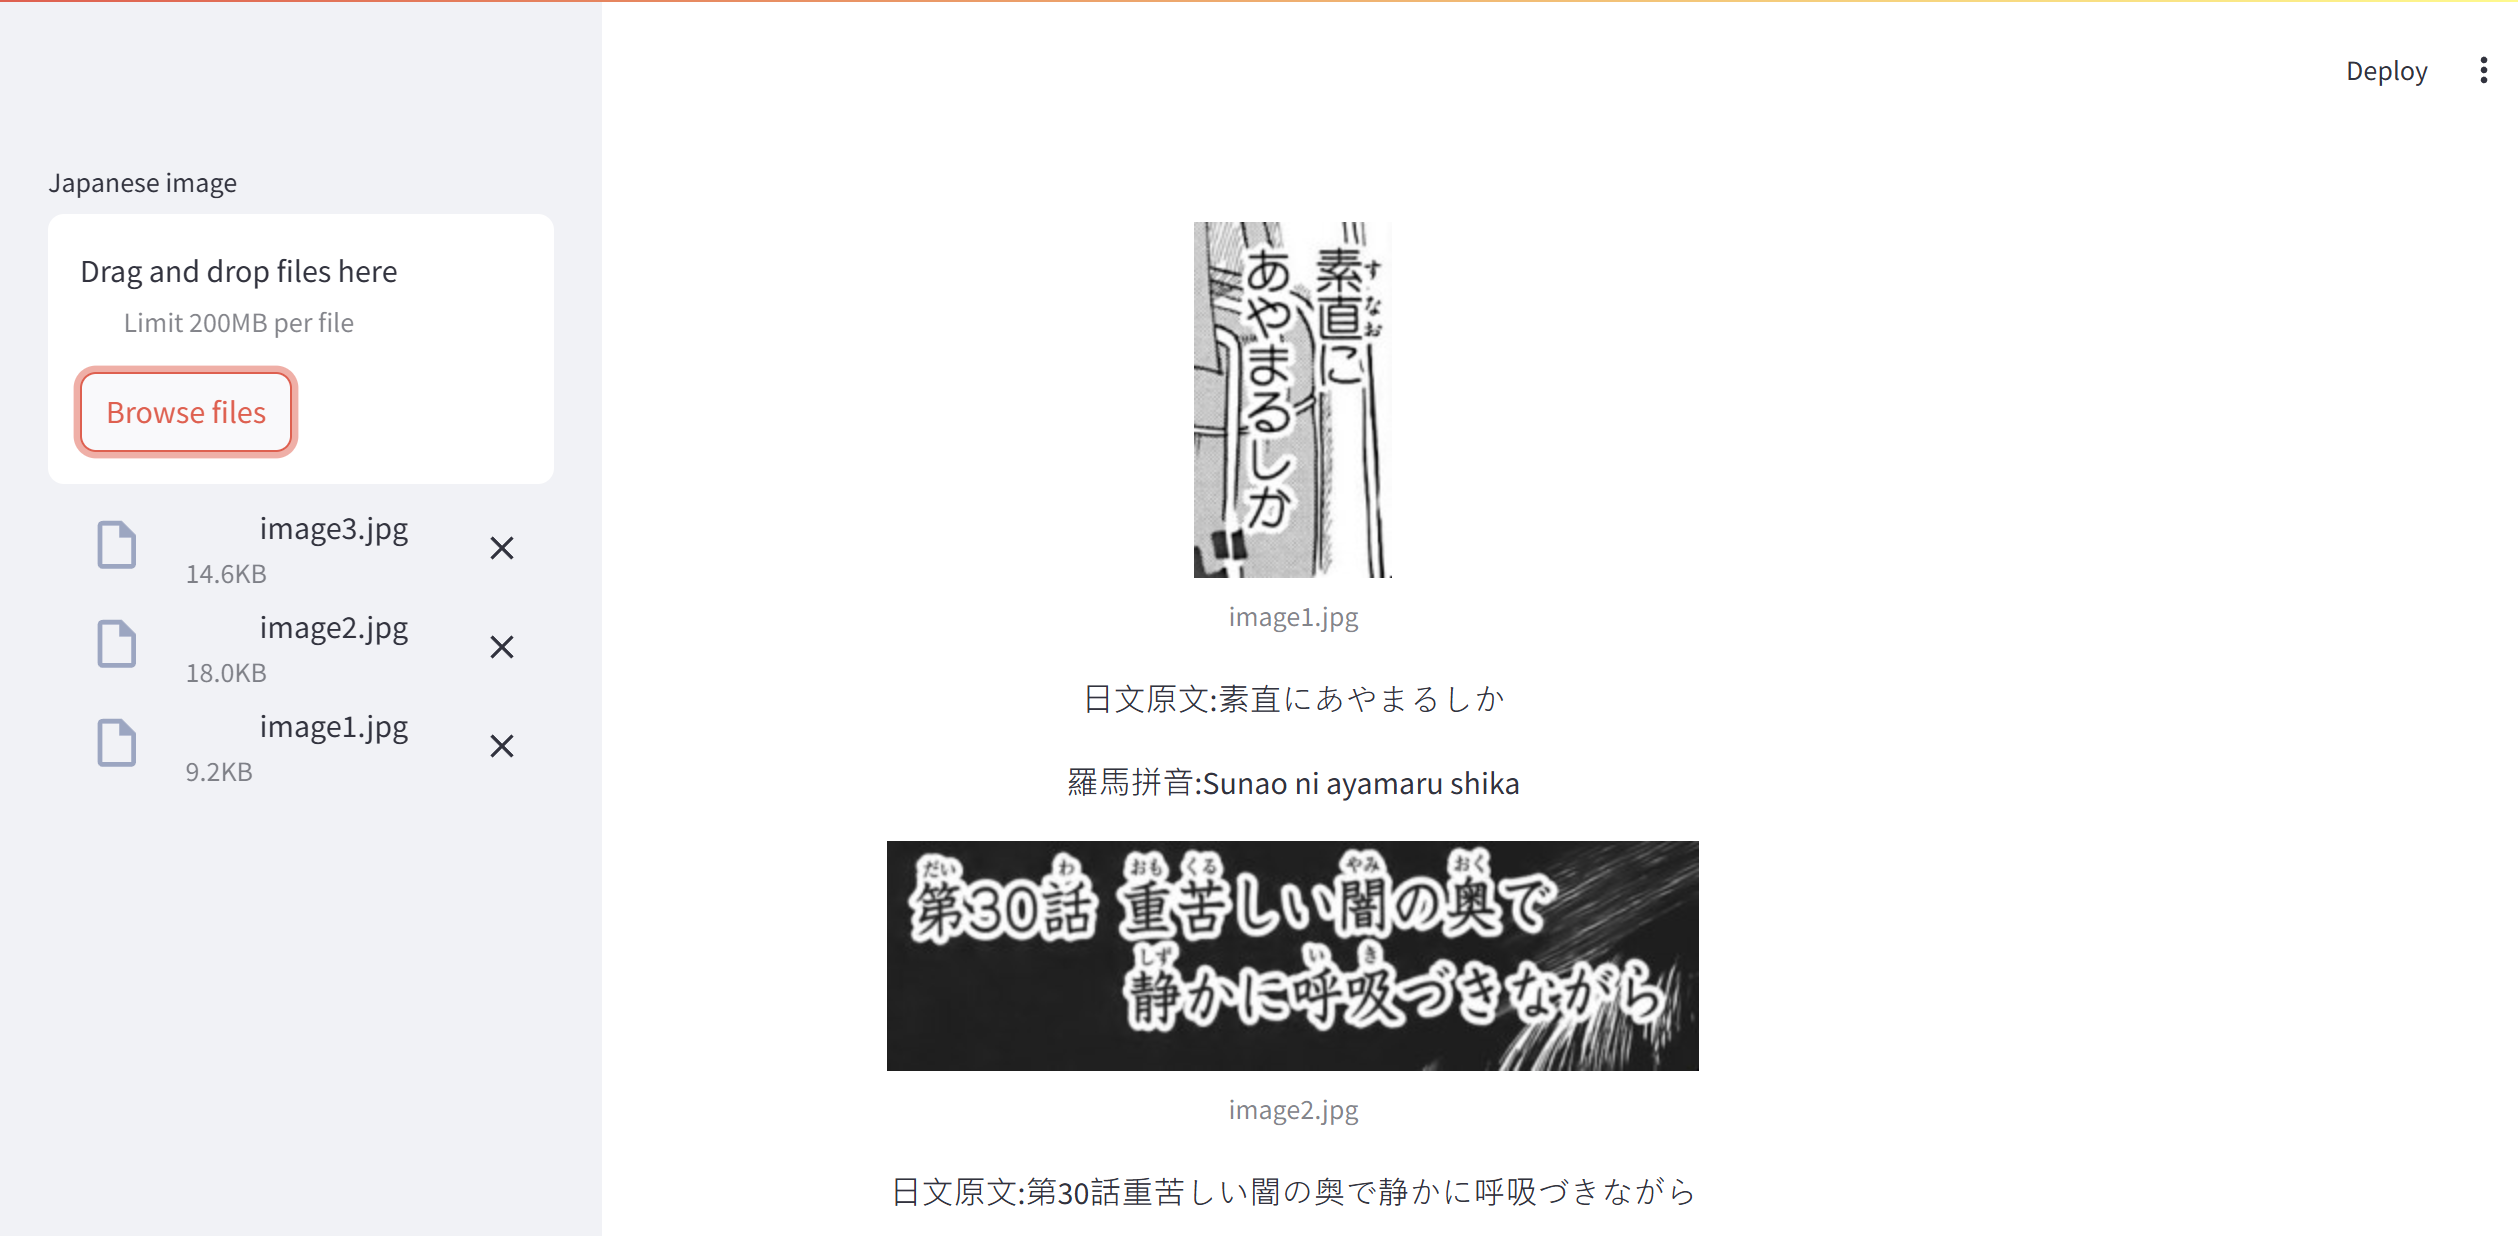 Deploy
Japanese image
Drag and drop files here
Limit 200MB per file
Browse files
image3.jpg
14.6KB
image2.jpg
18.0KB
image1.jpg
9.2KB
素直に
すなお
あやまるしか
image1.jpg
日文原文:素直にあやまるしか
羅馬拼音:Sunao ni ayamaru shika
だい わ おも くる やみ おく
第30話 重苦しい闇の奥で
しず い き
静かに呼吸づきながら
image2.jpg
日文原文:第30話重苦しい闇の奥で静かに呼吸づきながら